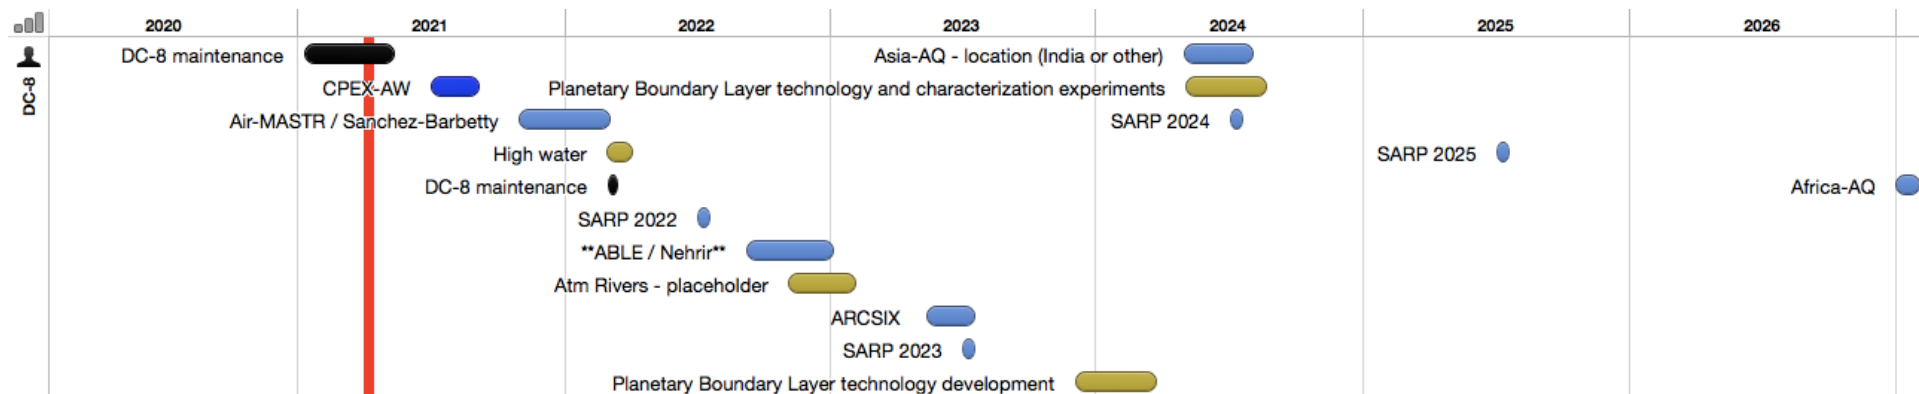 2020 2021 2022 2023 2024 2025 2026
DC-8
DC-8 maintenance Asia-AQ - location (India or other)
CPEX-AW Planetary Boundary Layer technology and characterization experiments
Air-MASTR / Sanchez-Barbetty SARP 2024
High water SARP 2025
DC-8 maintenance Africa-AQ
SARP 2022
**ABLE / Nehrir**
Atm Rivers - placeholder
ARCSIX
SARP 2023
Planetary Boundary Layer technology development